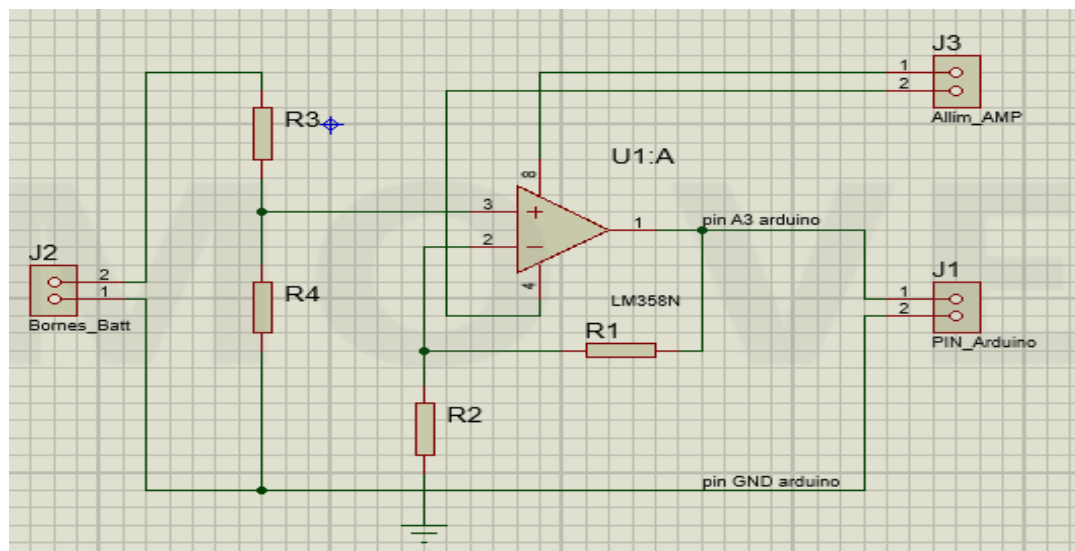 J3
1
2
Allim_AMP
R3
U1:A
8
3
2
1
4
pin A3 arduino
LM358N
J2
2
1
Bornes_Batt
R4
R1
J1
1
2
PIN_Arduino
R2
pin GND arduino